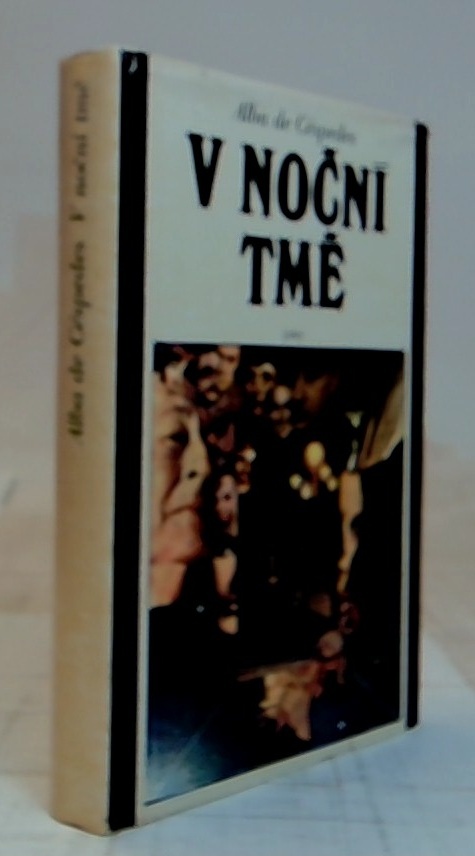 Alba de Céspedes
V NOČNÍ
TMĚ
Alba de Céspedes V noční tmě